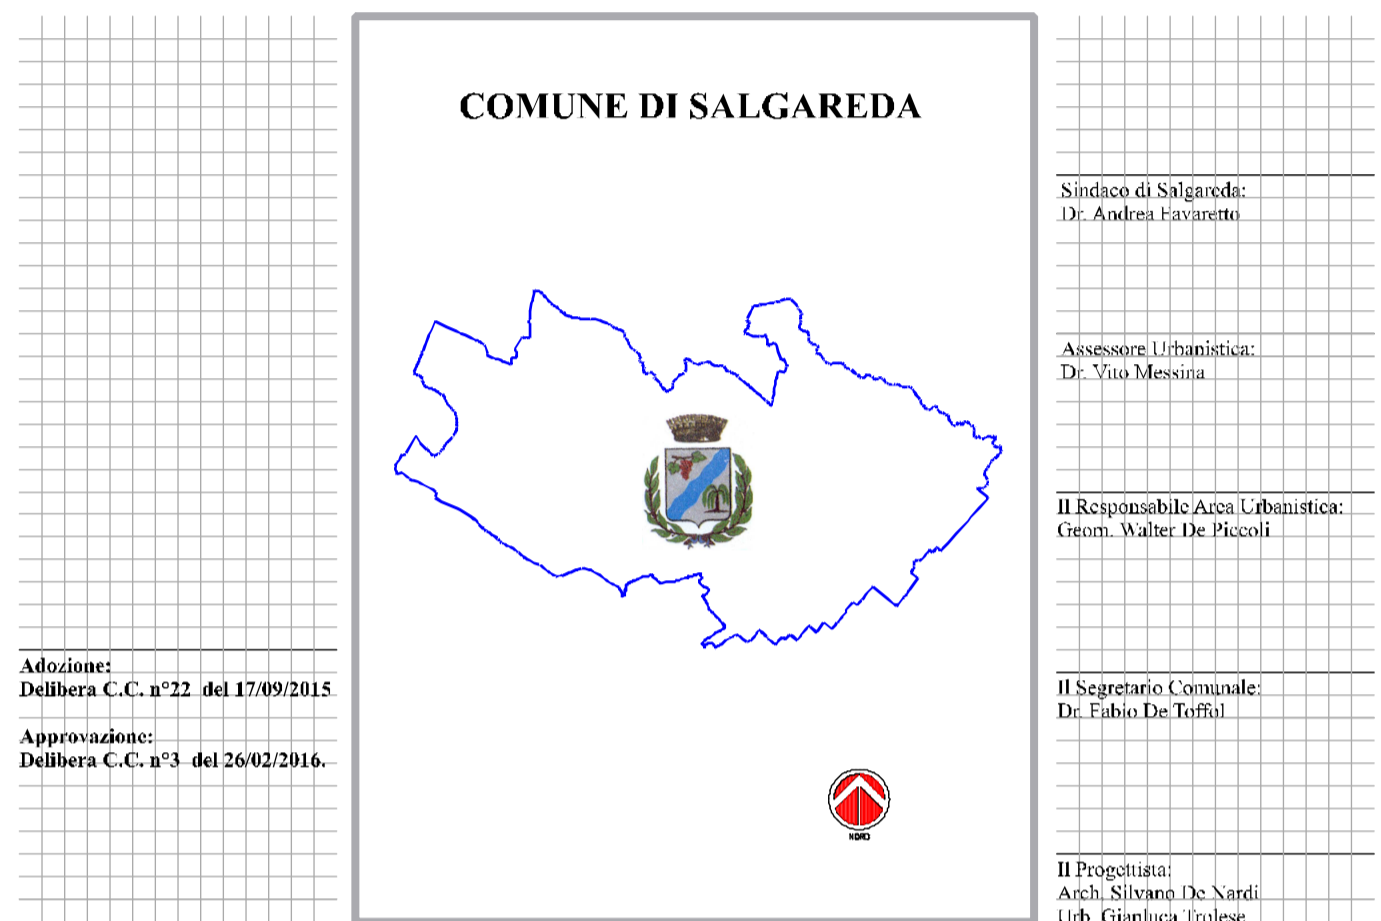 COMUNE DI SALGAREDA
Sindaco di Salgareda:
Dr. Andrea Favaretto
Assessore Urbanistica:
Dr. Vito Messina
Il Responsabile Area Urbanistica:
Geom. Walter De Piccoli
Adozione:
Delibera C.C. n°22 del 17/09/2015
Approvazione:
Delibera C.C. n°3 del 26/02/2016.
Il Segretario Comunale:
Dr. Fabio De Toffol
NORD
Il Progettista:
Arch. Silvano De Nardi
Urb. Gianluca Trolese